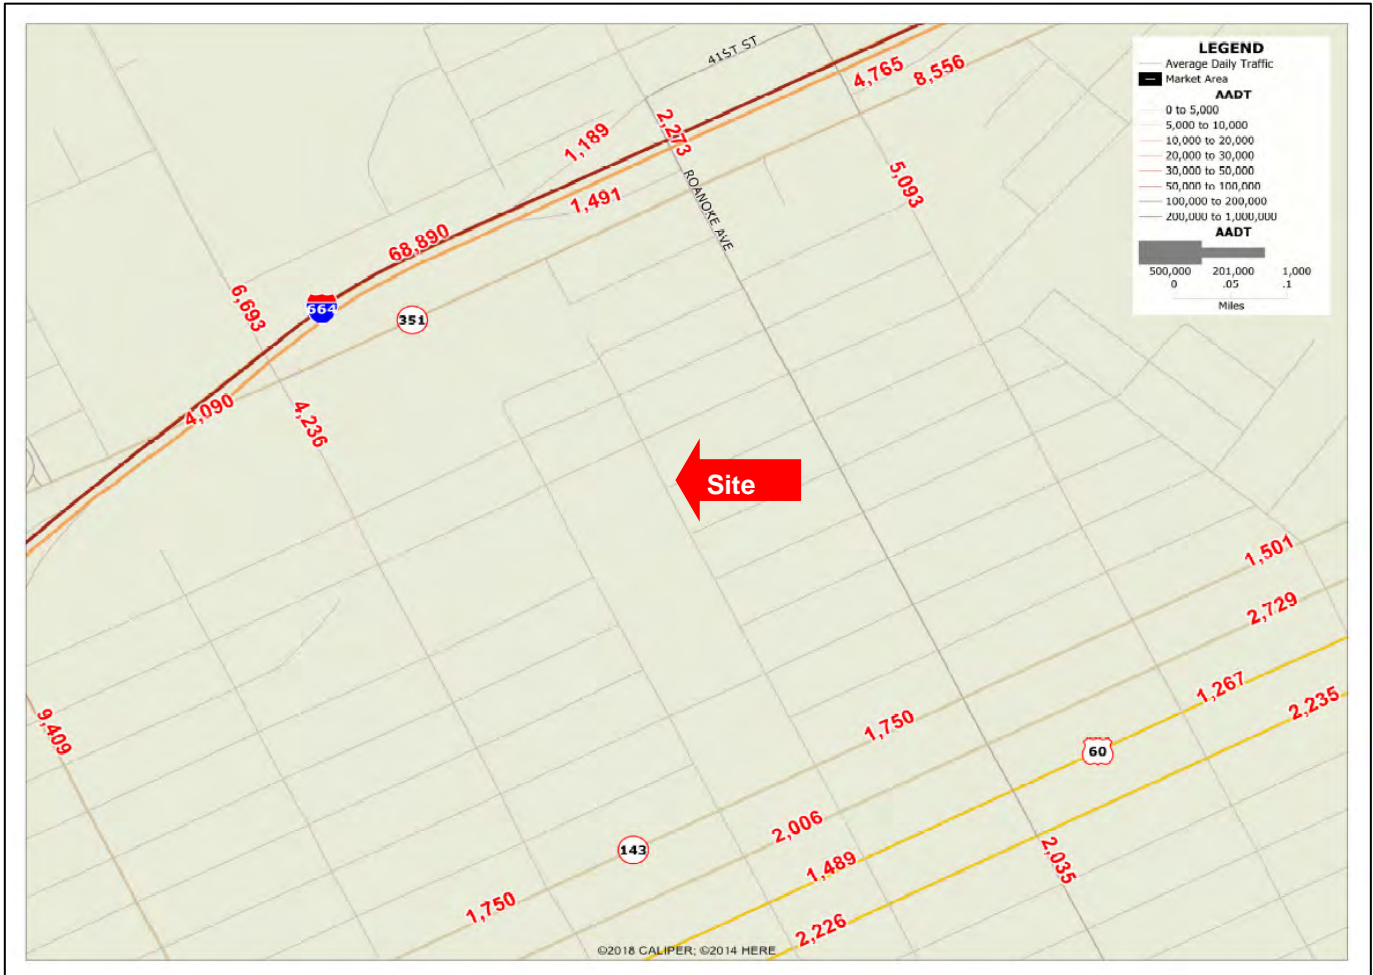 41ST ST
4,765
8,556
2,273
1,189
5,093
ROANOKE AVE
1,491
68,890
6,693
664
351
4,090
4,236
Site
LEGEND
Average Daily Traffic
Market Area
AADT
0 to 5,000
5,000 to 10,000
10,000 to 20,000
20,000 to 30,000
30,000 to 50,000
50,000 to 100,000
100,000 to 200,000
200,000 to 1,000,000
AADT
500,000 201,000 1,000
0 .05 .1
Miles
1,501
2,729
1,267
2,235
9,409
1,750
60
2,006
143
1,489
2,035
1,750
2,226
©2018 CALIPER; ©2014 HERE